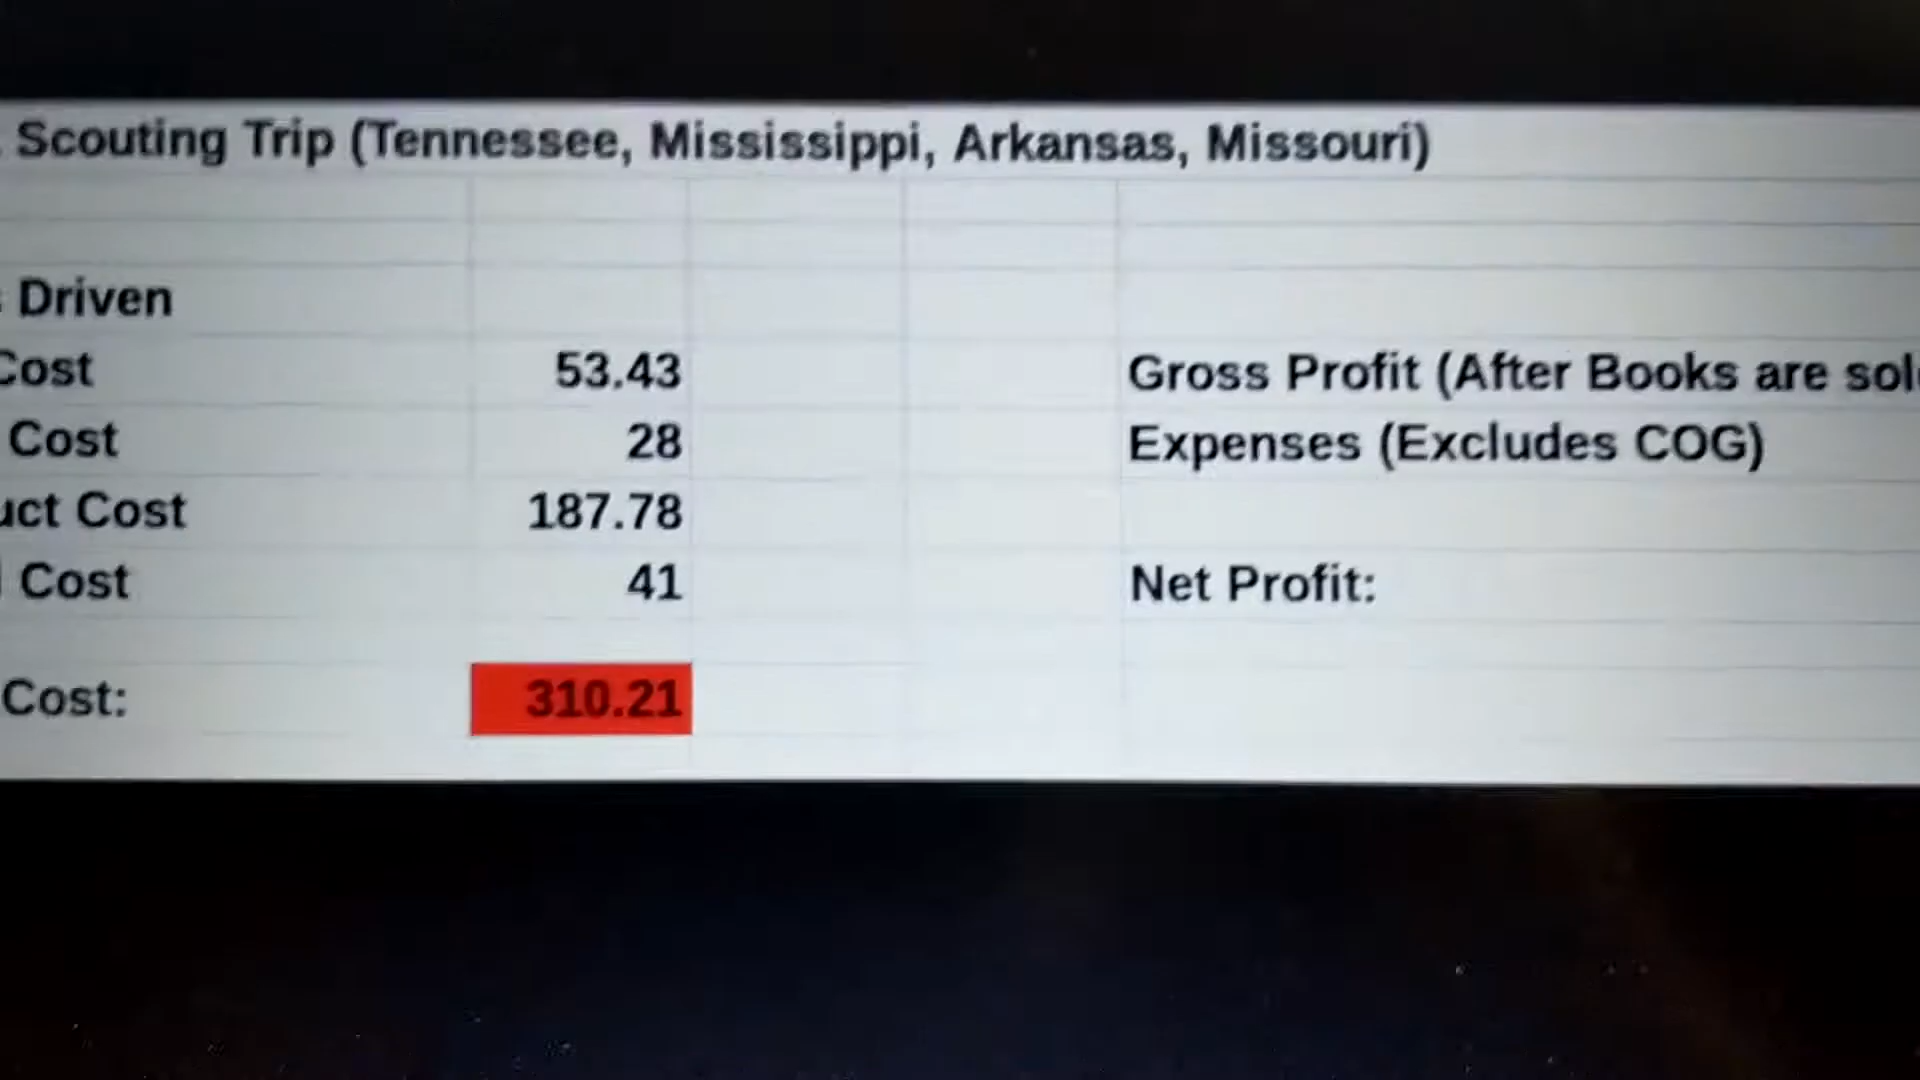 Scouting Trip (Tennessee, Mississippi, Arkansas, Missouri)
Driven
Cost 53.43 Gross Profit (After Books are sol
Cost 28 Expenses (Excludes COG)
uct Cost 187.78
Cost 41 Net Profit:
Cost: 310.21